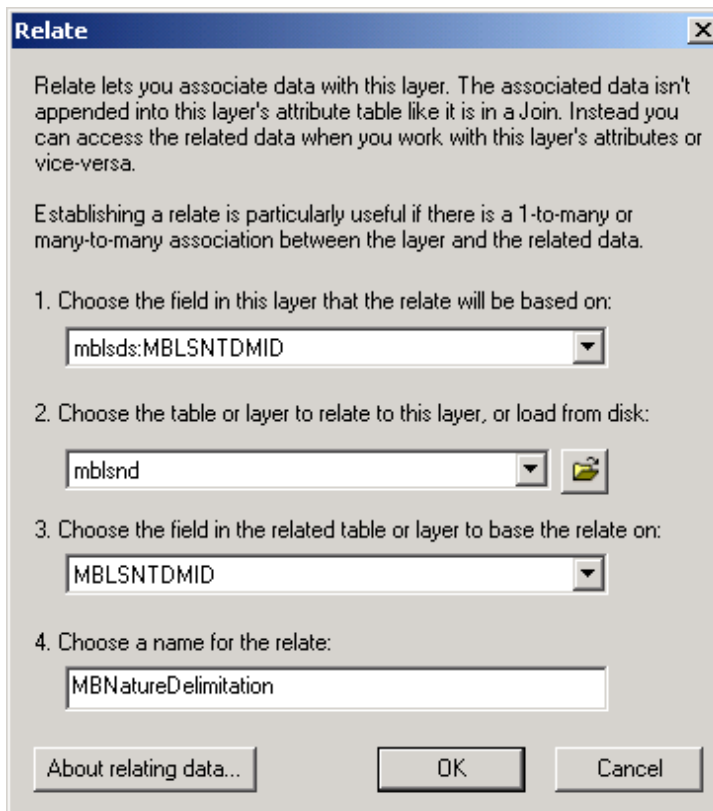 Relate
Relate lets you associate data with this layer. The associated data isn't
appended into this layer's attribute table like it is in a Join. Instead you
can access the related data when you work with this layer's attributes or
vice-versa.
Establishing a relate is particularly useful if there is a 1-to-many or
many-to-many association between the layer and the related data.
1. Choose the field in this layer that the relate will be based on:
mblsds:MBLSNTDMID
2. Choose the table or layer to relate to this layer, or load from disk:
mblsnd
3. Choose the field in the related table or layer to base the relate on:
MBLSNTDMID
4. Choose a name for the relate:
MBNatureDelimitation
About relating data... OK Cancel